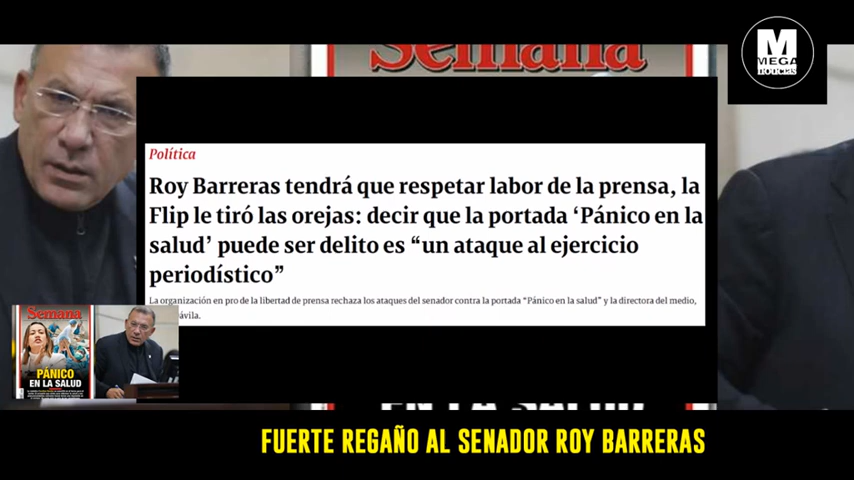 Semana
M
MEGA
noticias
Política
Roy Barreras tendrá que respetar labor de la prensa, la
Flip le tiró las orejas: decir que la portada ‘Pánico en la
salud’ puede ser delito es “un ataque al ejercicio
periodístico”
La organización en pro de la libertad de prensa rechaza los ataques del senador contra la portada “Pánico en la salud” y la directora del medio,
ávila.
Semana
PÁNICO
EN LA SALUD
EN LA SALUD
FUERTE REGAÑO AL SENADOR ROY BARRERAS